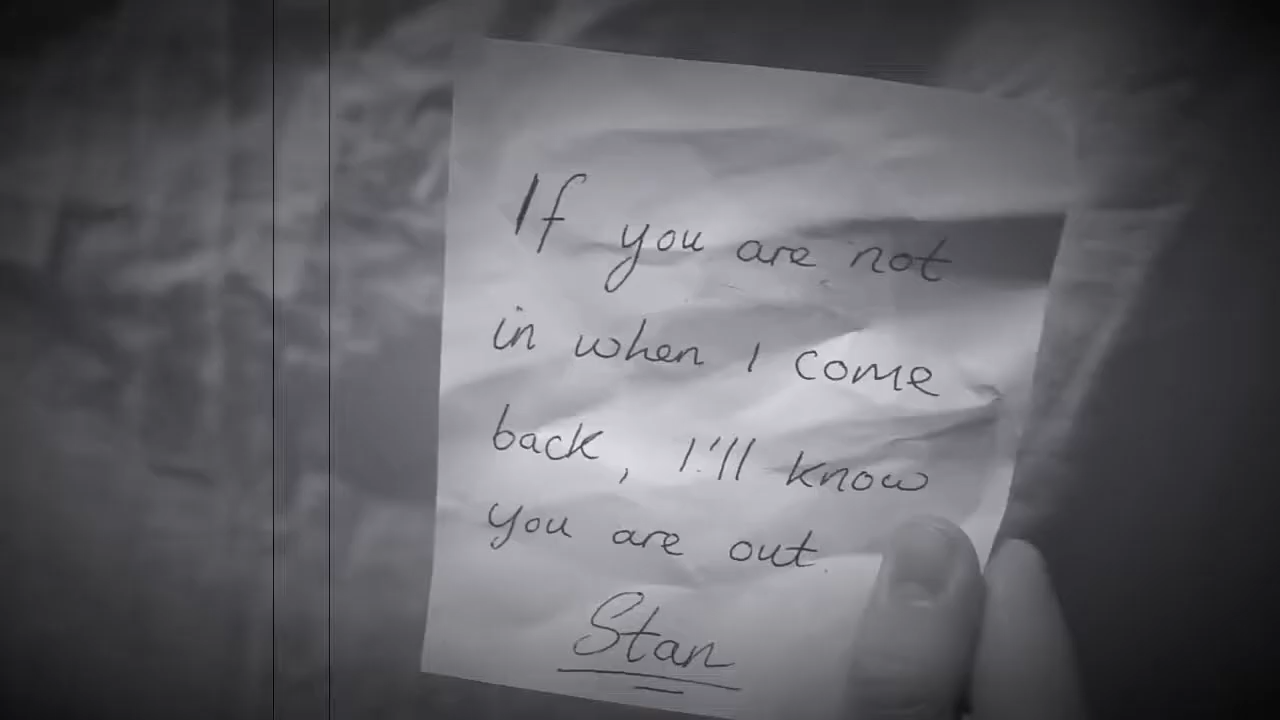 If you are not
in when I come
back, I'll know
you are out.
Stan